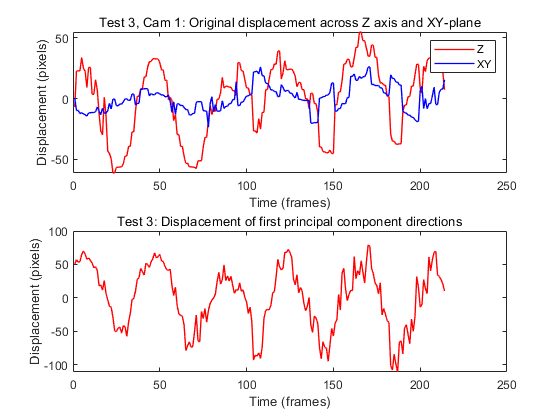 Test 3, Cam 1: Original displacement across Z axis and XY-plane
50
0
-50
Displacement (pixels)
Z
XY
0 50 100 150 200 250
Time (frames)
Test 3: Displacement of first principal component directions
100
50
0
-50
-100
Displacement (pixels)
0 50 100 150 200 250
Time (frames)